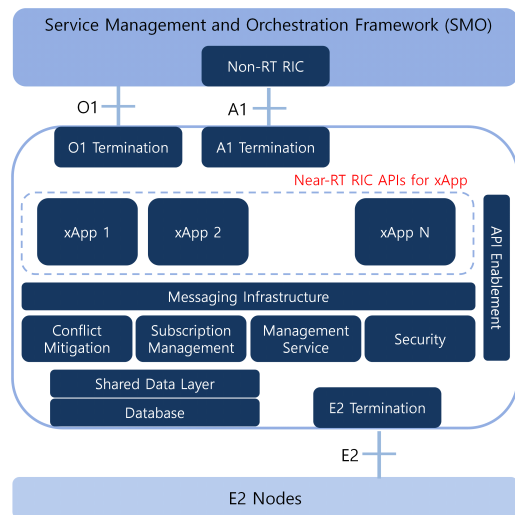 Service Management and Orchestration Framework (SMO)
Non-RT RIC
O1
A1
O1 Termination
A1 Termination
Near-RT RIC APIs for xApp
xApp 1
xApp 2
xApp N
API Enablement
Messaging Infrastructure
Conflict
Mitigation
Subscription
Management
Management
Service
Security
Shared Data Layer
Database
E2 Termination
E2
E2 Nodes